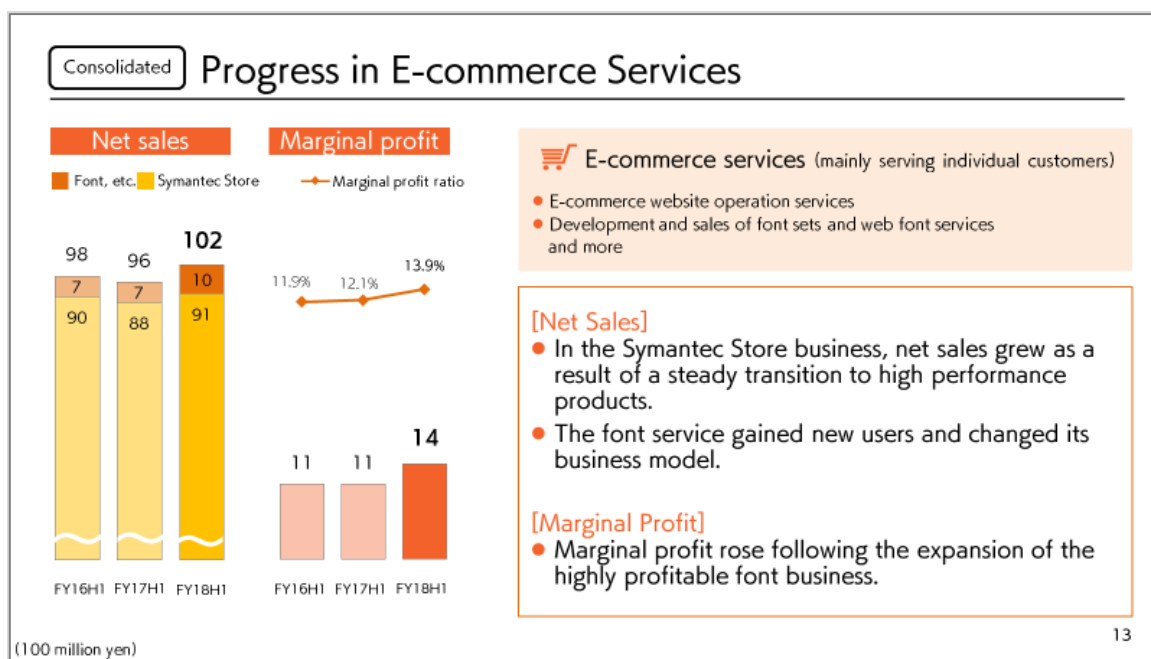 Consolidated
Progress in E-commerce Services
Net sales
Font, etc. Symantec Store
98
96
102
7
7
10
90
88
91
FY16H1 FY17H1 FY18H1
Marginal profit
Marginal profit ratio
11.9%
12.1%
13.9%
11
11
14
FY16H1 FY17H1 FY18H1
E-commerce services (mainly serving individual customers)
● E-commerce website operation services
● Development and sales of font sets and web font services
and more
[Net Sales]
● In the Symantec Store business, net sales grew as a
result of a steady transition to high performance
products.
● The font service gained new users and changed its
business model.
[Marginal Profit]
● Marginal profit rose following the expansion of the
highly profitable font business.
(100 million yen)
13